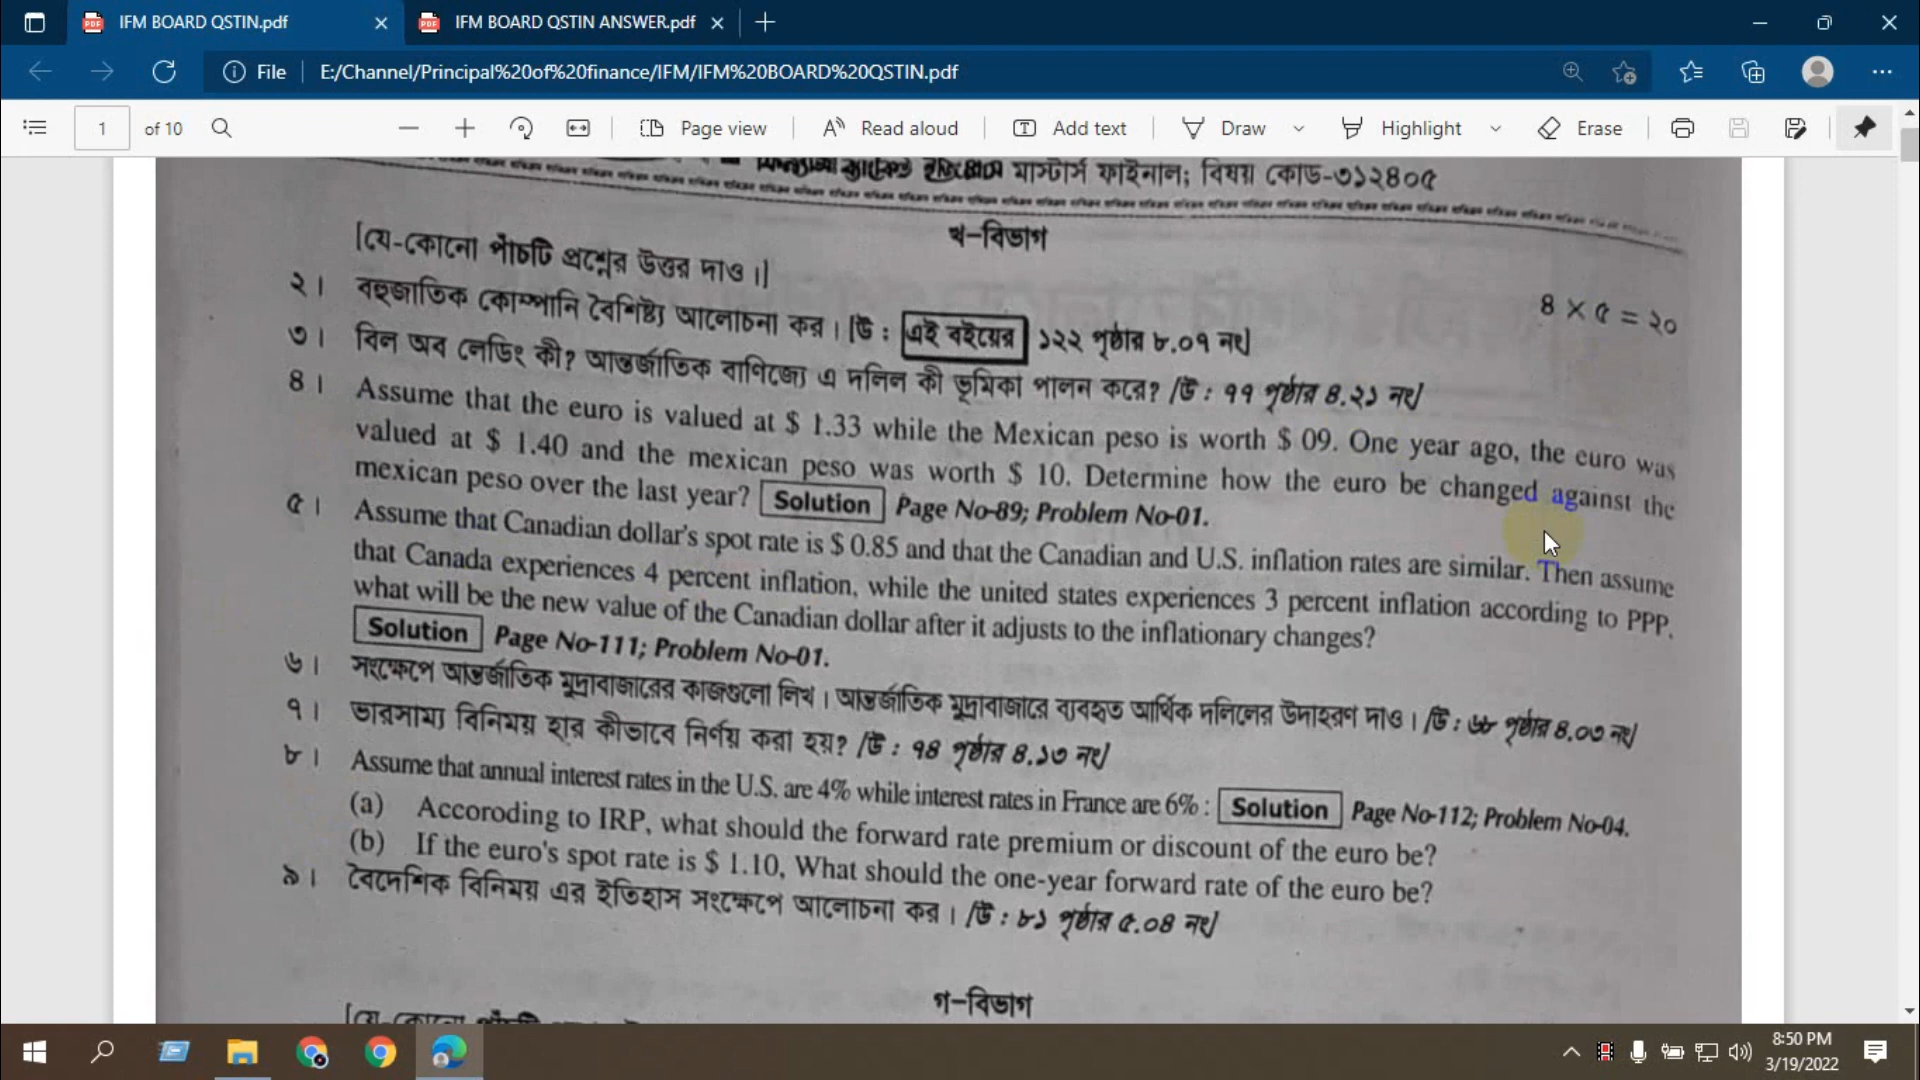 IFM BOARD QSTIN.pdf
IFM BOARD QSTIN ANSWER.pdf
File
E:/Channel/Principal%20of%20finance/IFM/IFM%20BOARD%20QSTIN.pdf
1 of 10
Page view
Read aloud
Add text
Draw
Highlight
Erase
মাস্টার্স ফাইনাল; বিষয় কোড-৩১২৪০৫
খ-বিভাগ
[যে-কোনো পাঁচটি প্রশ্নের উত্তর দাও।]
৪ × ৫ = ২০
২। বহুজাতিক কোম্পানি বৈশিষ্ট্য আলোচনা কর। [উ : এই বইয়ের ১২২ পৃষ্ঠার ৮.০৭ নং]
৩। বিল অব লেডিং কী? আন্তর্জাতিক বাণিজ্যে এ দলিল কী ভূমিকা পালন করে? [উ : ৭৭ পৃষ্ঠার ৪.২১ নং]
৪। Assume that the euro is valued at $ 1.33 while the Mexican peso is worth $ 09. One year ago, the euro was
valued at $ 1.40 and the mexican peso was worth $ 10. Determine how the euro be changed against the
mexican peso over the last year? Solution Page No-89; Problem No-01.
৫। Assume that Canadian dollar's spot rate is $ 0.85 and that the Canadian and U.S. inflation rates are similar. Then assume
that Canada experiences 4 percent inflation, while the united states experiences 3 percent inflation according to PPP.
what will be the new value of the Canadian dollar after it adjusts to the inflationary changes?
Solution Page No-111; Problem No-01.
৬। সংক্ষেপে আন্তর্জাতিক মুদ্রাবাজারের কাজগুলো লিখ। আন্তর্জাতিক মুদ্রাবাজারে ব্যবহৃত আর্থিক দলিলের উদাহরণ দাও। [উ : ৬৮ পৃষ্ঠার ৪.০৩ নং]
৭। ভারসাম্য বিনিময় হার কীভাবে নির্ণয় করা হয়? [উ : ৭৪ পৃষ্ঠার ৪.১৩ নং]
৮। Assume that annual interest rates in the U.S. are 4% while interest rates in France are 6% : Solution Page No-112; Problem No-04.
(a) Accoroding to IRP, what should the forward rate premium or discount of the euro be?
(b) If the euro's spot rate is $ 1.10, What should the one-year forward rate of the euro be?
৯। বৈদেশিক বিনিময় এর ইতিহাস সংক্ষেপে আলোচনা কর। [উ : ৮১ পৃষ্ঠার ৫.০৪ নং]
গ-বিভাগ
8:50 PM
3/19/2022